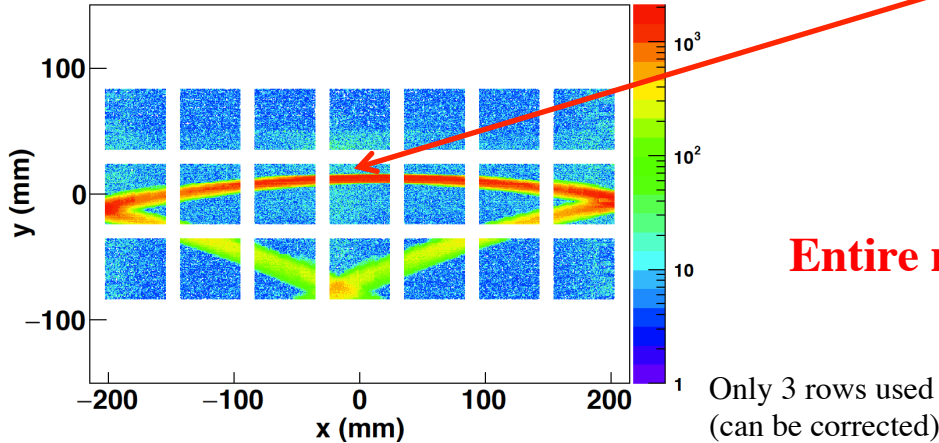 100
0
−100
y (mm)
−200
−100
0
100
200
x (mm)
10³
10²
10
1
Entire
Only 3 rows used
(can be corrected)